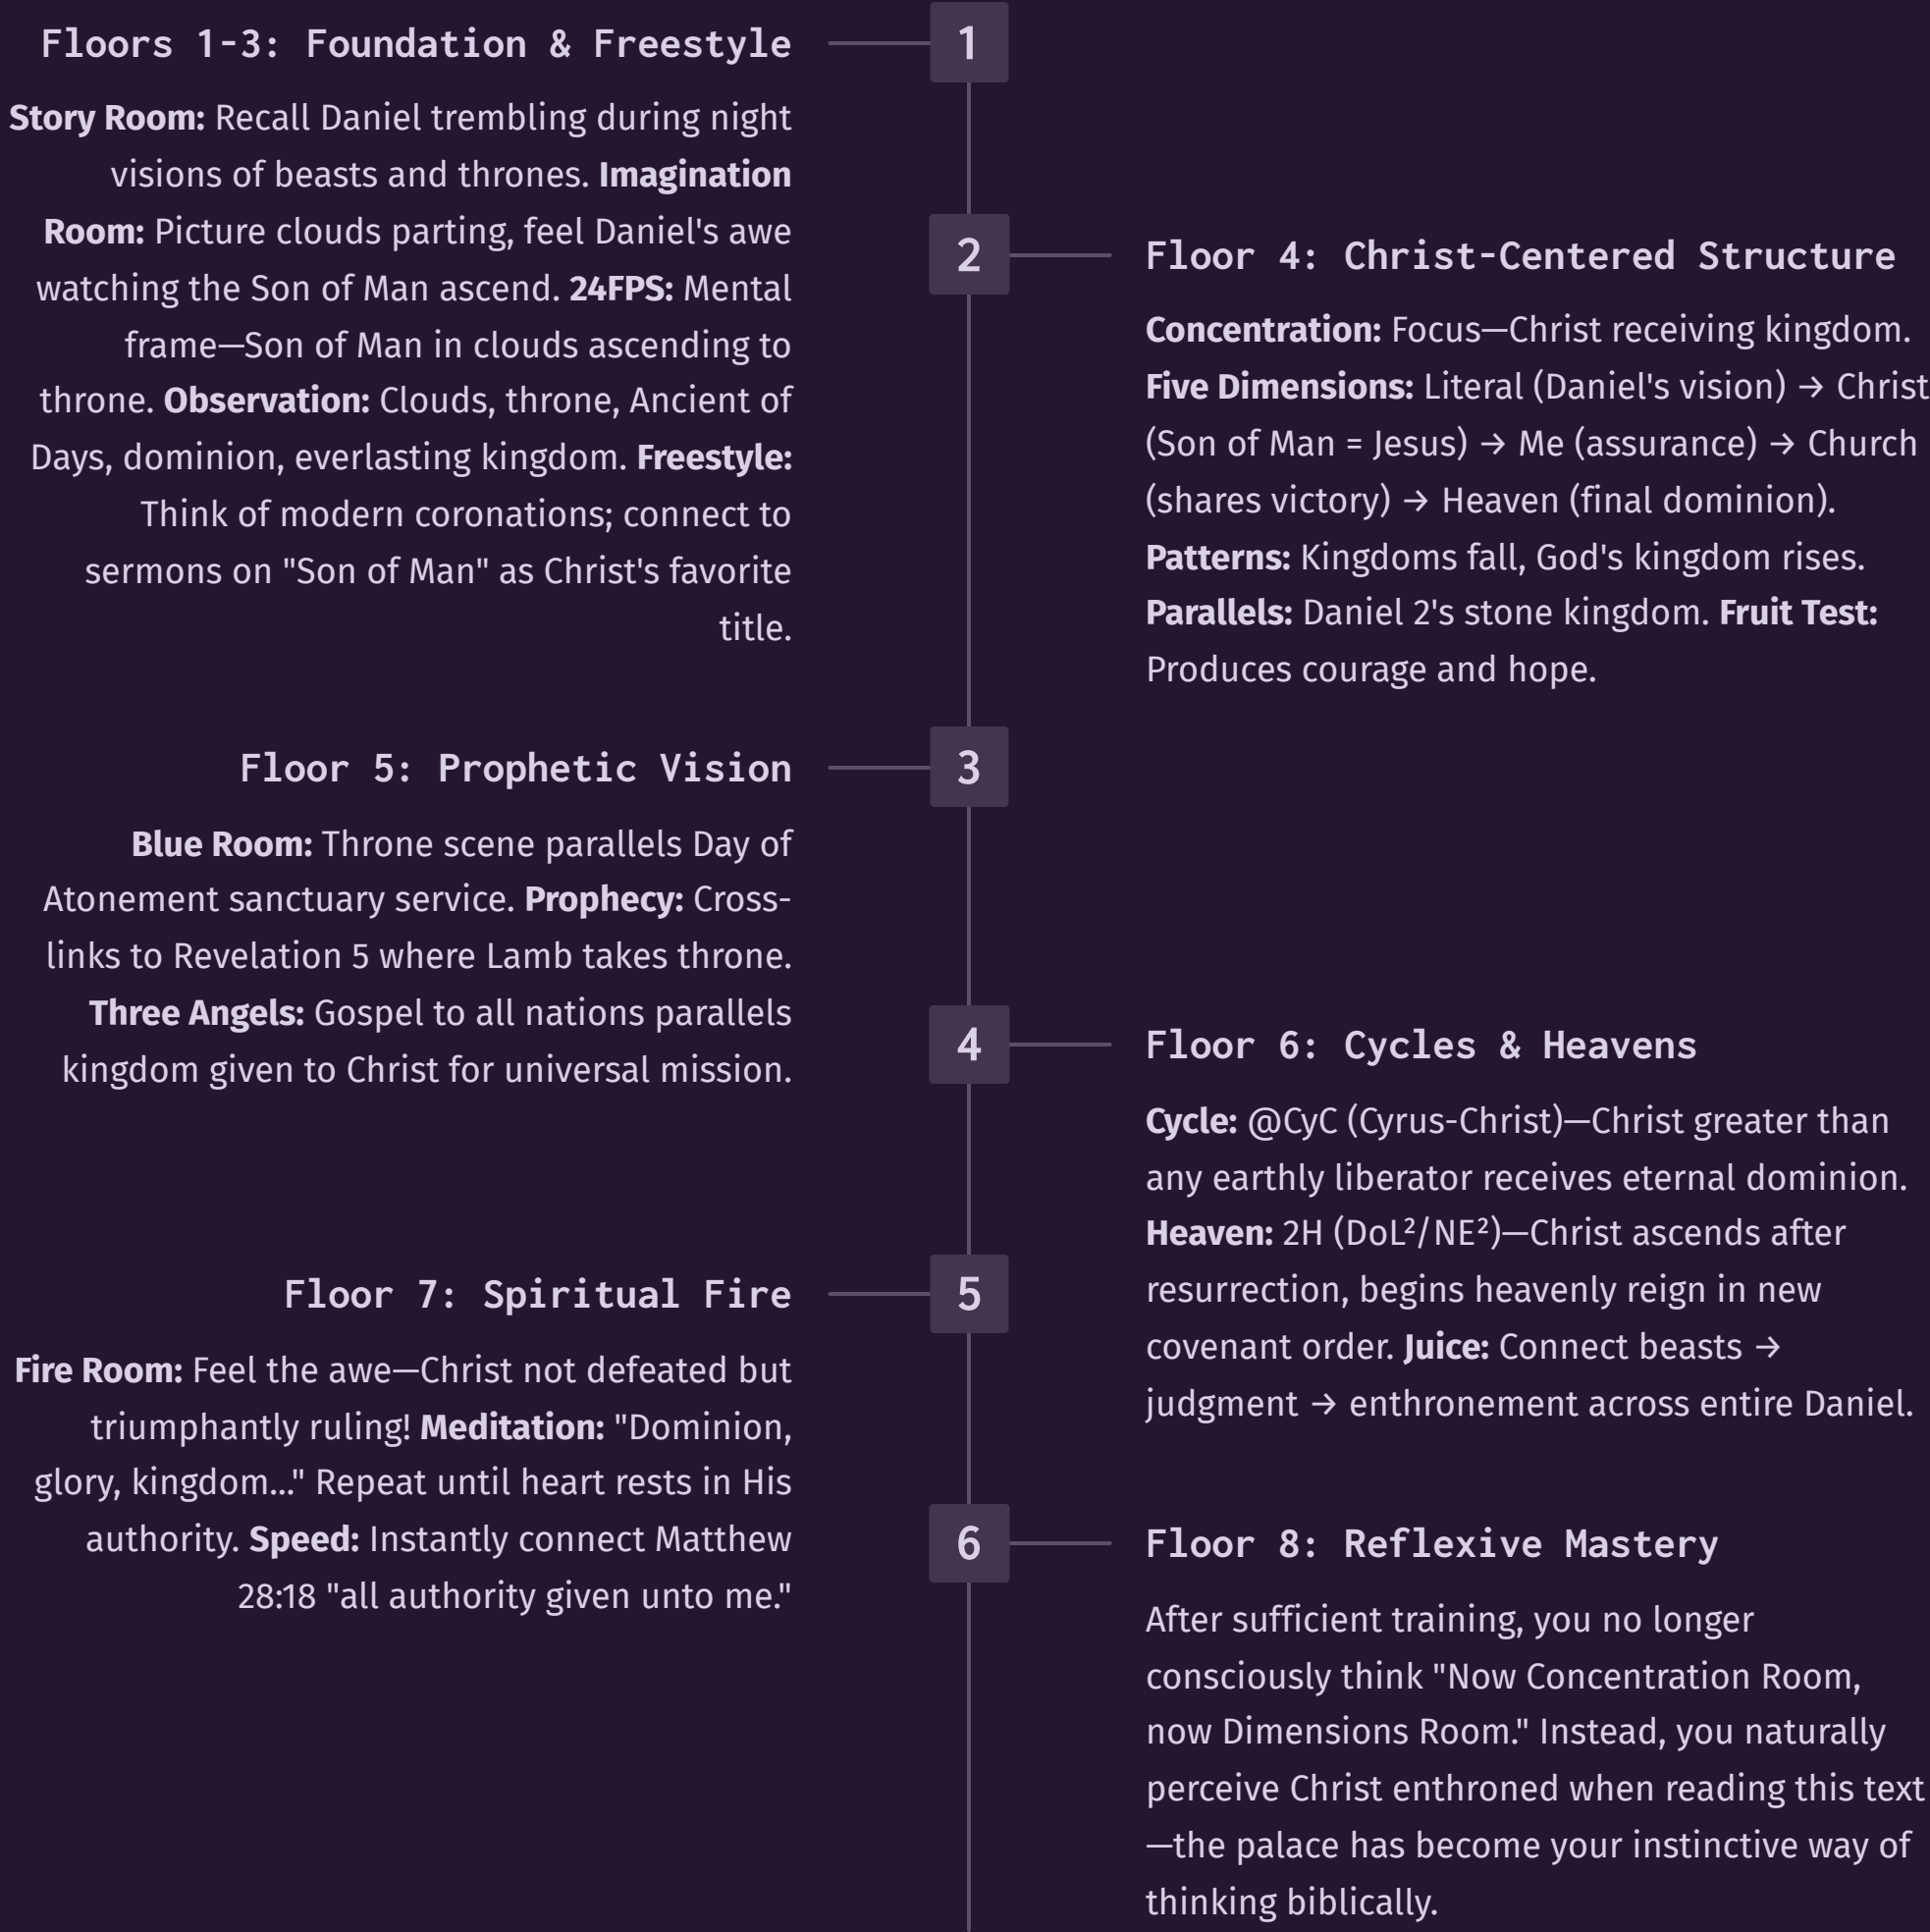 Floors 1-3: Foundation & Freestyle
1
Story Room: Recall Daniel trembling during night
visions of beasts and thrones. Imagination
Room: Picture clouds parting, feel Daniel's awe
watching the Son of Man ascend. 24FPS: Mental
frame—Son of Man in clouds ascending to
throne. Observation: Clouds, throne, Ancient of
Days, dominion, everlasting kingdom. Freestyle:
Think of modern coronations; connect to
sermons on "Son of Man" as Christ's favorite
title.
2
Floor 4: Christ-Centered Structure
Concentration: Focus—Christ receiving kingdom.
Five Dimensions: Literal (Daniel's vision) → Christ
(Son of Man = Jesus) → Me (assurance) → Church
(shares victory) → Heaven (final dominion).
Patterns: Kingdoms fall, God's kingdom rises.
Parallels: Daniel 2's stone kingdom. Fruit Test:
Produces courage and hope.
Floor 5: Prophetic Vision
3
Blue Room: Throne scene parallels Day of
Atonement sanctuary service. Prophecy: Cross-
links to Revelation 5 where Lamb takes throne.
Three Angels: Gospel to all nations parallels
kingdom given to Christ for universal mission.
4
Floor 6: Cycles & Heavens
Cycle: @CyC (Cyrus-Christ)—Christ greater than
any earthly liberator receives eternal dominion.
Heaven: 2H (DoL²/NE²)—Christ ascends after
resurrection, begins heavenly reign in new
covenant order. Juice: Connect beasts →
judgment → enthronement across entire Daniel.
Floor 7: Spiritual Fire
5
Fire Room: Feel the awe—Christ not defeated but
triumphantly ruling! Meditation: "Dominion,
glory, kingdom..." Repeat until heart rests in His
authority. Speed: Instantly connect Matthew
28:18 "all authority given unto me."
6
Floor 8: Reflexive Mastery
After sufficient training, you no longer
consciously think "Now Concentration Room,
now Dimensions Room." Instead, you naturally
perceive Christ enthroned when reading this text
—the palace has become your instinctive way of
thinking biblically.